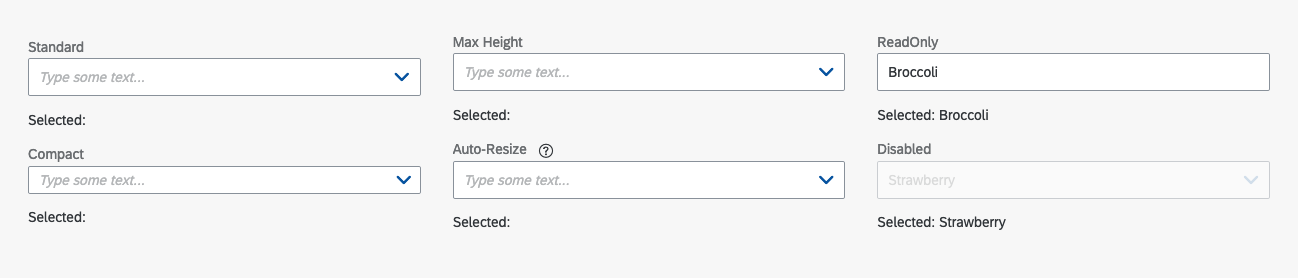 Standard
Type some text...
Selected:
Compact
Type some text...
Selected:
Max Height
Type some text...
Selected:
Auto-Resize ?
Type some text...
Selected:
ReadOnly
Broccoli
Selected: Broccoli
Disabled
Strawberry
Selected: Strawberry